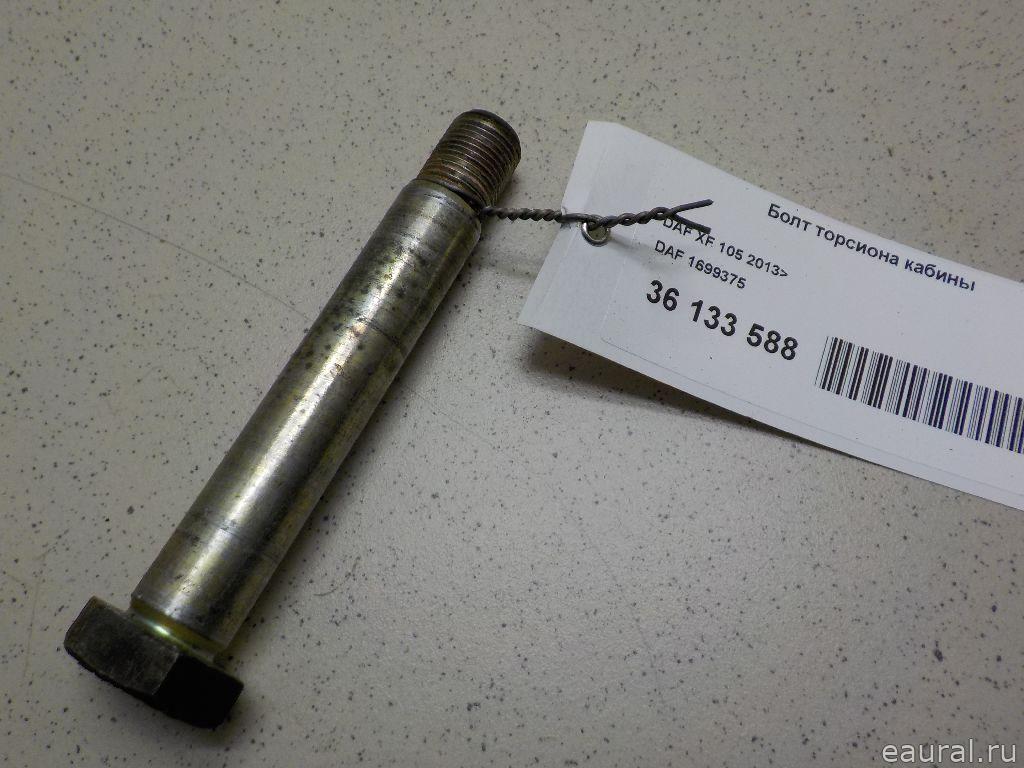 Болт торсиона кабины
DAF XF 105 2013>
DAF 1699375
36 133 588
eaural.ru